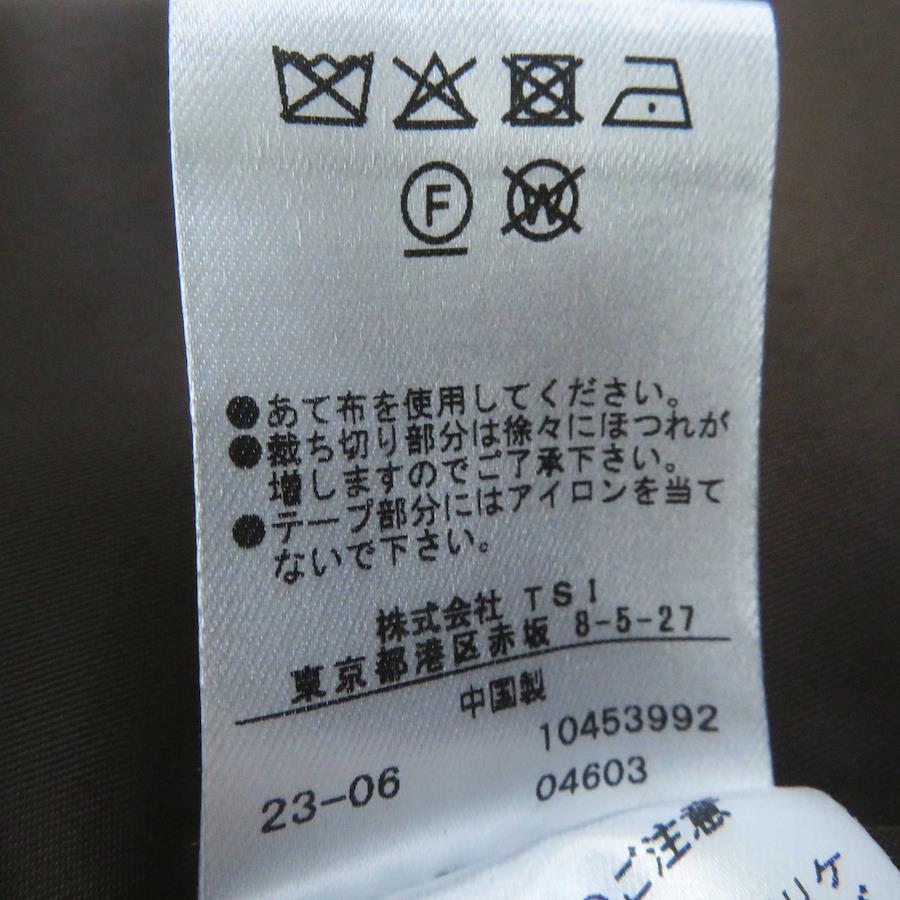 F W
●あて布を使用してください。
●裁ち切り部分は徐々にほつれが
増しますのでご了承下さい。
●テープ部分にはアイロンを当て
ないで下さい。
株式会社 TSI
東京都港区赤坂 8-5-27
中国製
10453992
23-06 04603
のご注意
リケ